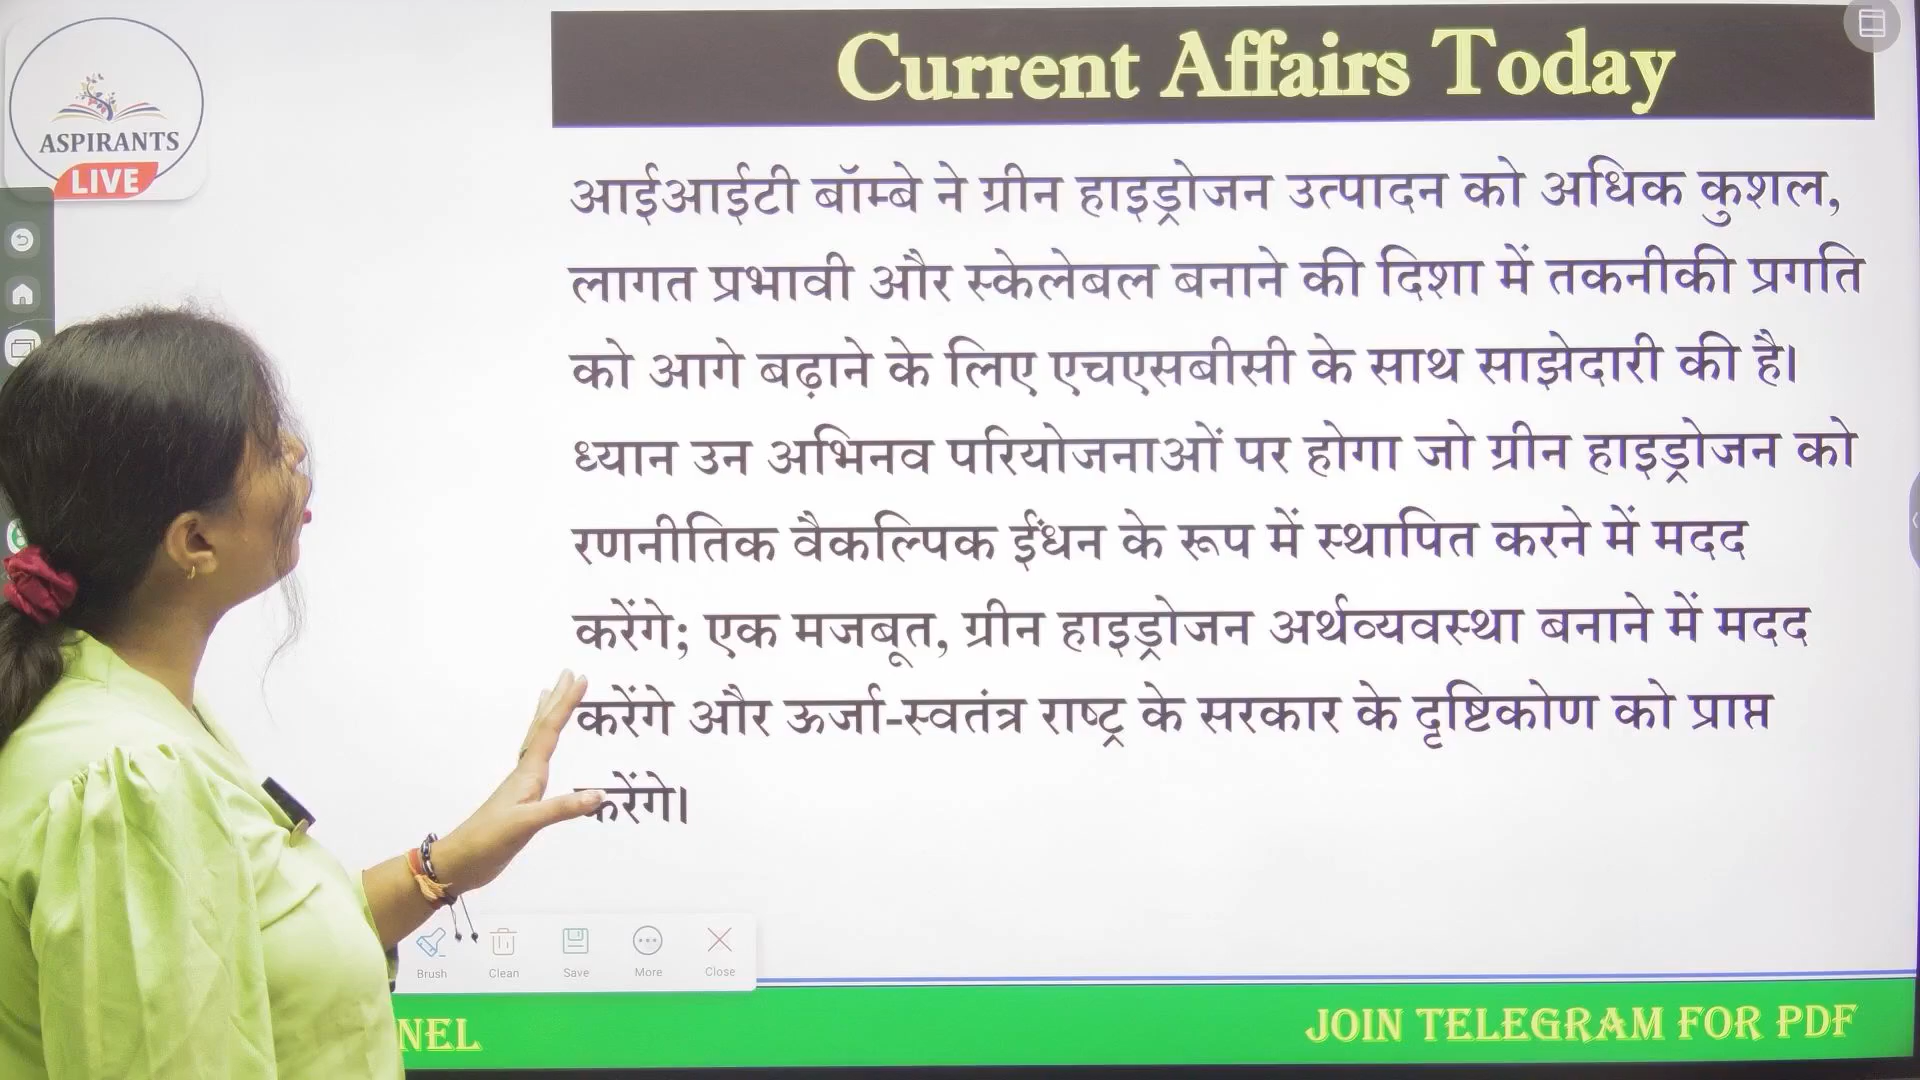 Current Affairs Today
ASPIRANTS
LIVE
आईआईटी बॉम्बे ने ग्रीन हाइड्रोजन उत्पादन को अधिक कुशल,
लागत प्रभावी और स्केलेबल बनाने की दिशा में तकनीकी प्रगति
को आगे बढ़ाने के लिए एचएसबीसी के साथ साझेदारी की है।
ध्यान उन अभिनव परियोजनाओं पर होगा जो ग्रीन हाइड्रोजन को
रणनीतिक वैकल्पिक ईंधन के रूप में स्थापित करने में मदद
करेंगे; एक मजबूत, ग्रीन हाइड्रोजन अर्थव्यवस्था बनाने में मदद
करेंगे और ऊर्जा-स्वतंत्र राष्ट्र के सरकार के दृष्टिकोण को प्राप्त
करेंगे।
Brush Clean Save More Close
NEL
JOIN TELEGRAM FOR PDF